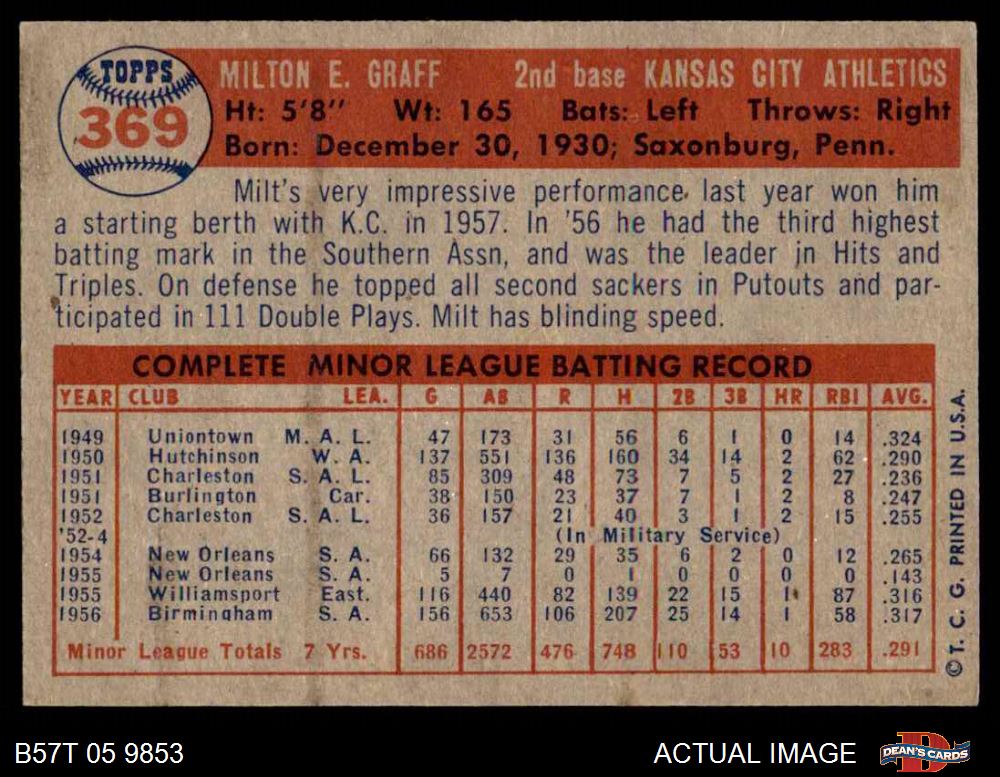 TOPPS
369
MILTON E. GRAFF 2nd base KANSAS CITY ATHLETICS
Ht: 5'8" Wt: 165 Bats: Left Throws: Right
Born: December 30, 1930; Saxonburg, Penn.
Milt's very impressive performance last year won him
a starting berth with K.C. in 1957. In '56 he had the third highest
batting mark in the Southern Assn, and was the leader in Hits and
Triples. On defense he topped all second sackers in Putouts and par-
ticipated in 111 Double Plays. Milt has blinding speed.
COMPLETE MINOR LEAGUE BATTING RECORD
YEAR CLUB LEA. G AB R H 2B 3B HR RBI AVG.
1949 Uniontown M. A. L. 47 173 31 56 6 1 0 14 .324
1950 Hutchinson W. A. 137 551 136 160 34 14 2 62 .290
1951 Charleston S. A. L. 85 309 48 73 7 5 2 27 .236
1951 Burlington Car. 38 150 23 37 7 1 2 8 .247
1952 Charleston S. A. L. 36 157 21 40 3 1 2 15 .255
'52-4 (In Military Service)
1954 New Orleans S. A. 66 132 29 35 6 2 0 12 .265
1955 New Orleans S. A. 5 7 0 1 0 0 0 0 .143
1955 Williamsport East. 116 440 82 139 22 15 1 87 .316
1956 Birmingham S. A. 156 653 106 207 25 14 1 58 .317
Minor League Totals 7 Yrs. 686 2572 476 748 110 53 10 283 .291
© T. C. G. PRINTED IN U.S.A.
B57T 05 9853 ACTUAL IMAGE
DEAN'S CARDS